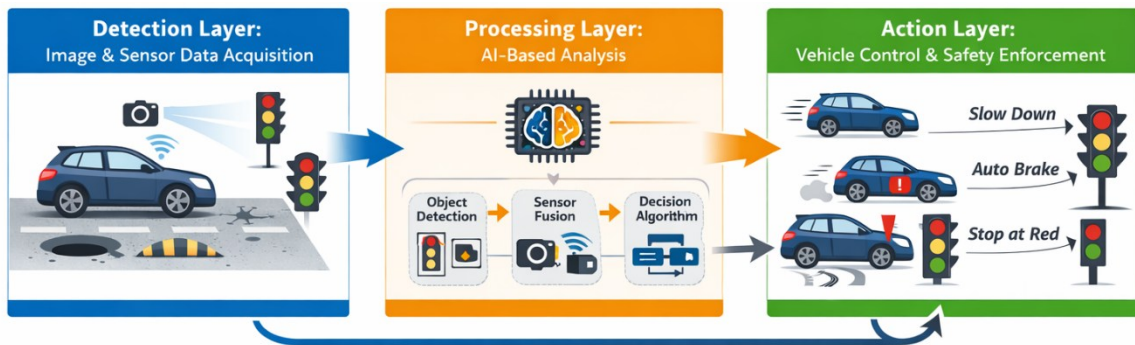 Detection Layer:
Image & Sensor Data Acquisition
Processing Layer:
AI-Based Analysis
Object
Detection
Sensor
Fusion
Decision
Algorithm
Action Layer:
Vehicle Control & Safety Enforcement
Slow Down
Auto Brake
!
Stop at Red